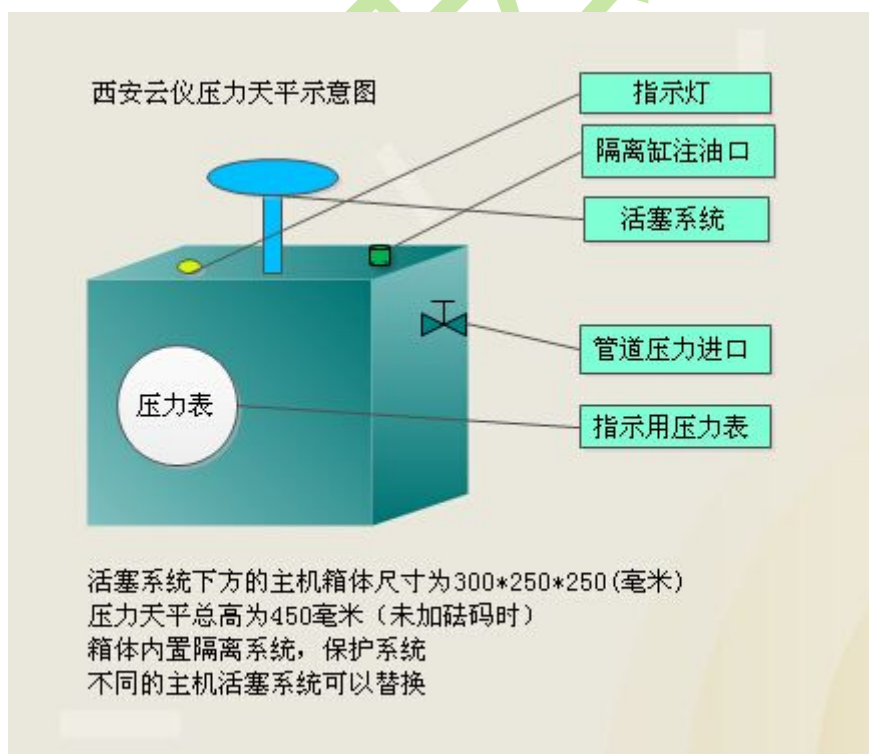 西安云仪压力天平示意图
指示灯
隔离缸注油口
活塞系统
管道压力进口
压力表
指示用压力表
活塞系统下方的主机箱体尺寸为300*250*250(毫米)
压力天平总高为450毫米（未加砝码时）
箱体内置隔离系统，保护系统
不同的主机活塞系统可以替换